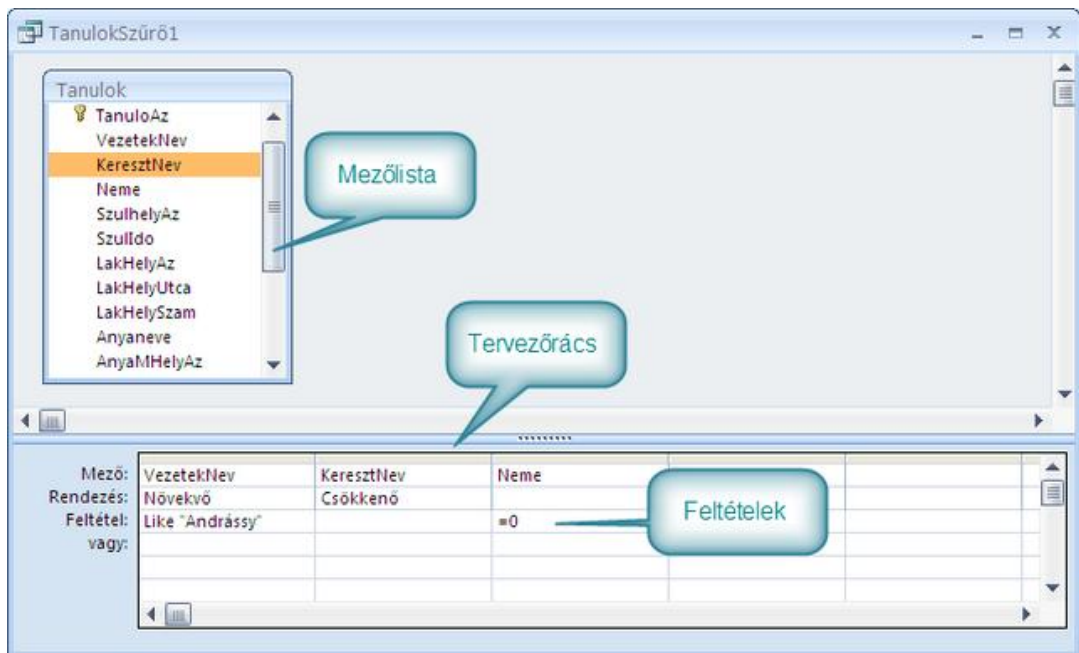 TanulokSzűrő1
Tanulok
TanuloAz
VezetekNev
KeresztNev
Neme
SzulhelyAz
SzulIdo
LakHelyAz
LakHelyUtca
LakHelySzam
Anyaneve
AnyaMHelyAz
Mezőlista
Tervezőrács
Mező: VezetekNev KeresztNev Neme
Rendezés: Növekvő Csökkenő
Feltétel: Like "Andrássy" =0
vagy:
Feltételek